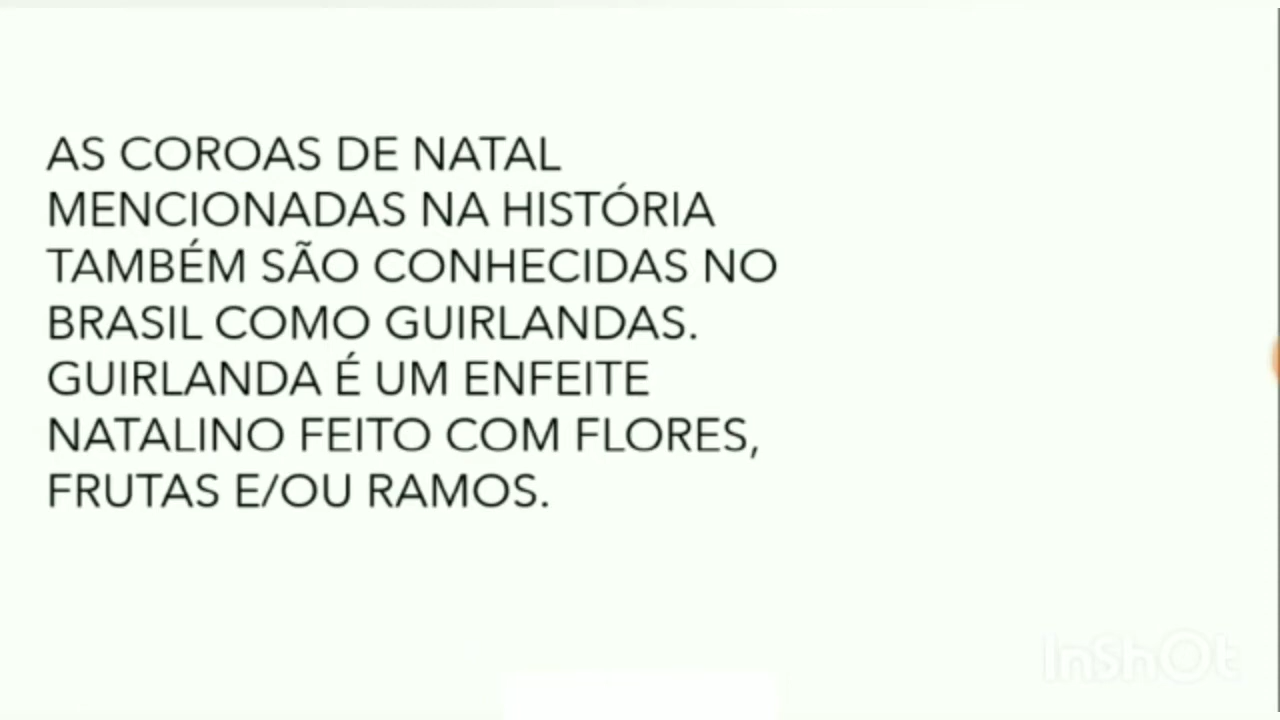 AS COROAS DE NATAL
MENCIONADAS NA HISTÓRIA
TAMBÉM SÃO CONHECIDAS NO
BRASIL COMO GUIRLANDAS.
GUIRLANDA É UM ENFEITE
NATALINO FEITO COM FLORES,
FRUTAS E/OU RAMOS.
InShOt